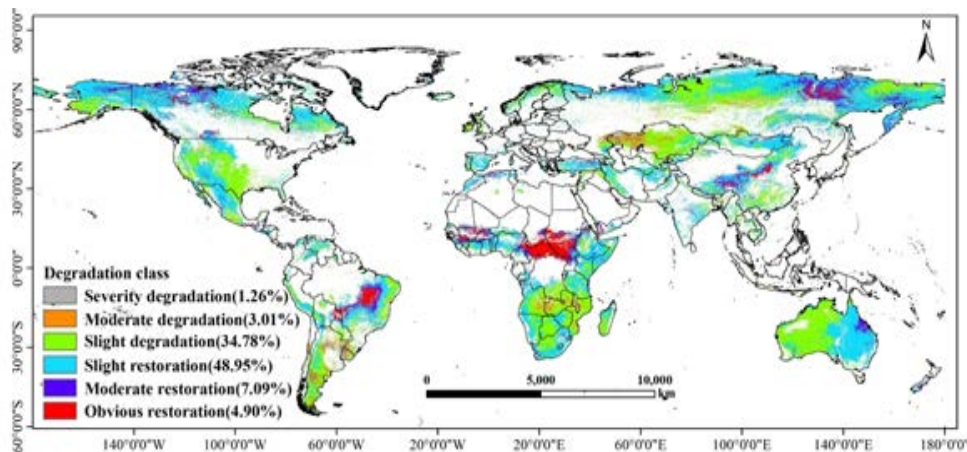 N
90°0'0"N
60°0'0"N
30°0'0"N
0°0'0"
30°0'0"S
60°0'0"S
Degradation class
Severity degradation(1.26%)
Moderate degradation(3.01%)
Slight degradation(34.78%)
Slight restoration(48.95%)
Moderate restoration(7.09%)
Obvious restoration(4.90%)
0 5,000 10,000
km
140°0'0"W 100°0'0"W 60°0'0"W 20°0'0"W 20°0'0"E 60°0'0"E 100°0'0"E 140°0'0"E 180°0'0"